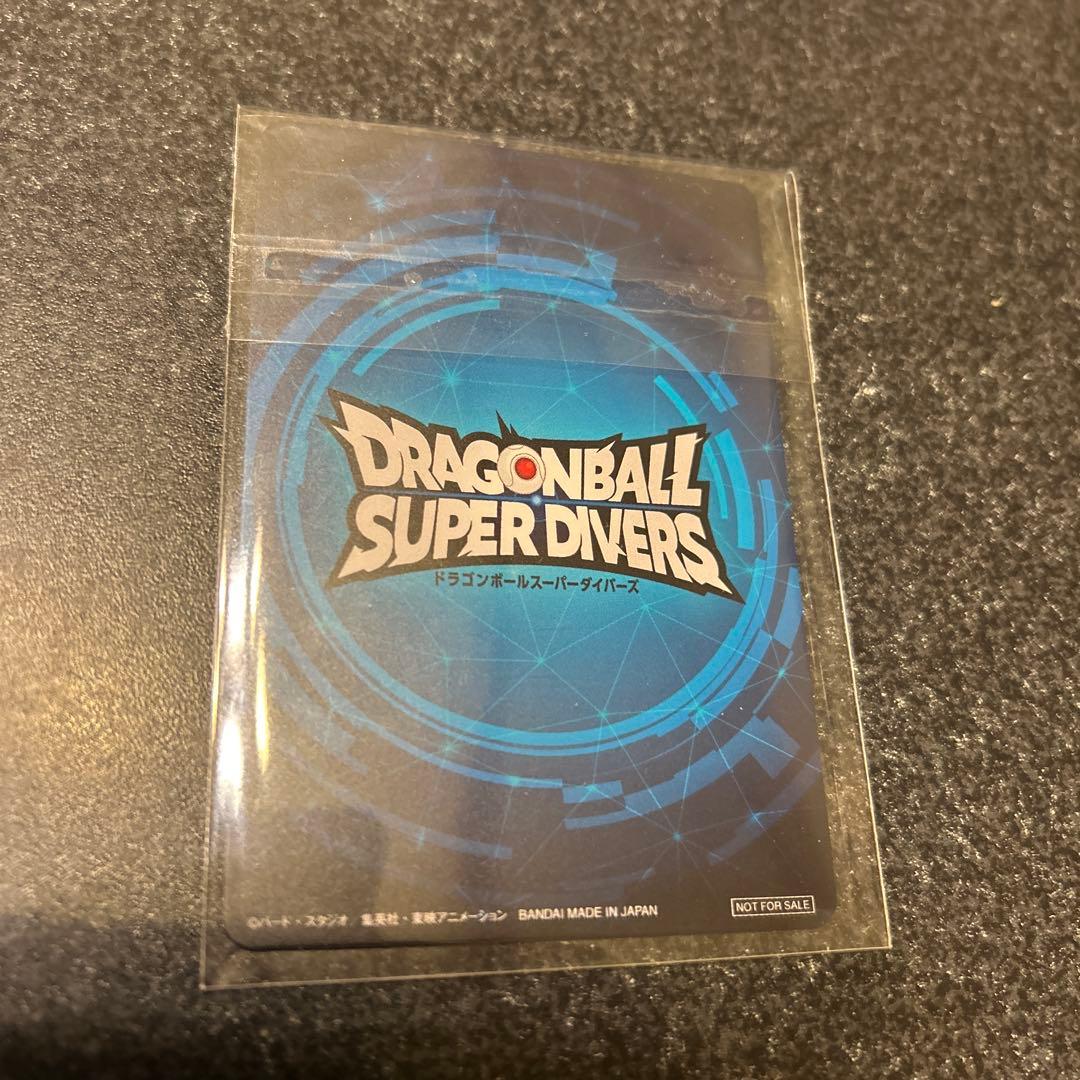 DRAGONBALL
SUPER DIVERS
ドラゴンボールスーパーダイバーズ
©バード・スタジオ 集英社・東映アニメーション BANDAI MADE IN JAPAN
NOT FOR SALE